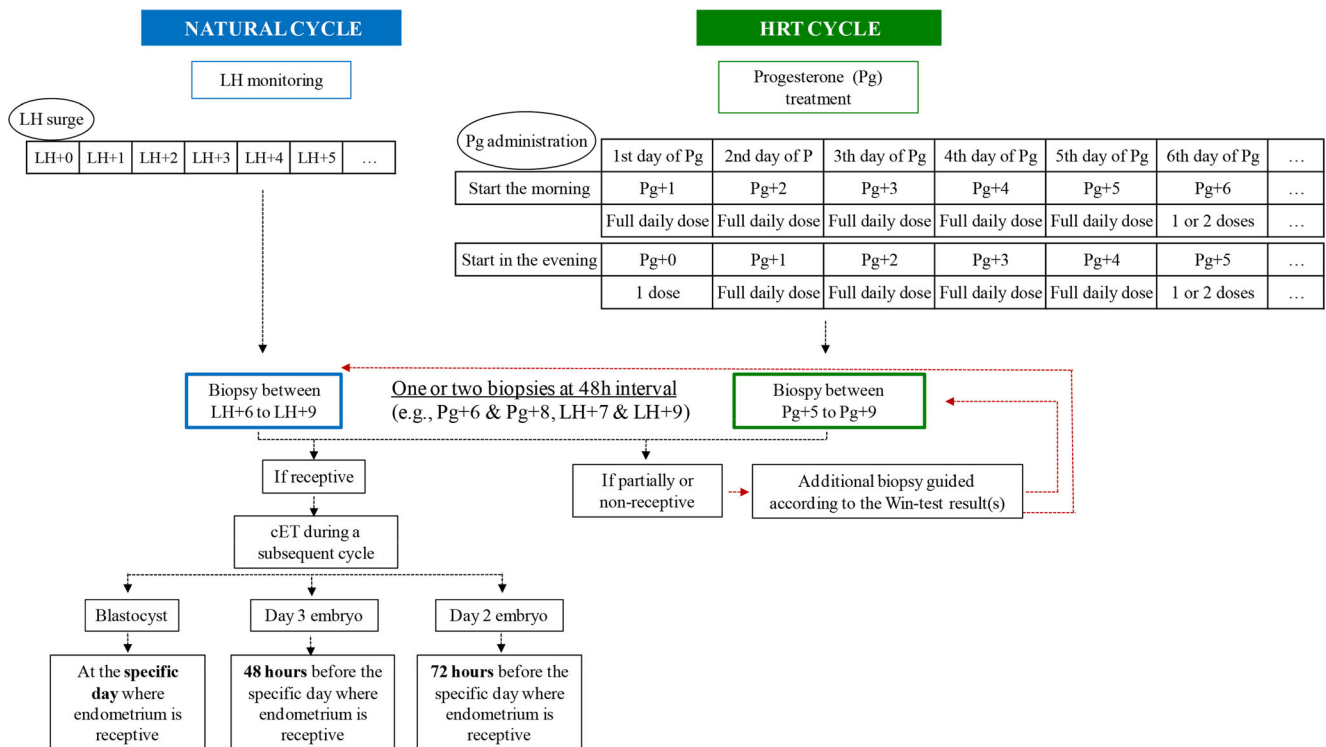 NATURAL CYCLE
HRT CYCLE
LH monitoring
Progesterone (Pg)
treatment
LH surge
LH+0 LH+1 LH+2 LH+3 LH+4 LH+5 …
Pg administration
1st day of Pg 2nd day of P 3th day of Pg 4th day of Pg 5th day of Pg 6th day of Pg …
Start the morning Pg+1 Pg+2 Pg+3 Pg+4 Pg+5 Pg+6 …
Full daily dose Full daily dose Full daily dose Full daily dose Full daily dose 1 or 2 doses …
Start in the evening Pg+0 Pg+1 Pg+2 Pg+3 Pg+4 Pg+5 …
1 dose Full daily dose Full daily dose Full daily dose Full daily dose 1 or 2 doses …
Biopsy between
LH+6 to LH+9
One or two biopsies at 48h interval
(e.g., Pg+6 & Pg+8, LH+7 & LH+9)
Biospy between
Pg+5 to Pg+9
If receptive
If partially or
non-receptive
Additional biopsy guided
according to the Win-test result(s)
cET during a
subsequent cycle
Blastocyst
Day 3 embryo
Day 2 embryo
At the specific
day where
endometrium is
receptive
48 hours before the
specific day where
endometrium is
receptive
72 hours before the
specific day where
endometrium is
receptive